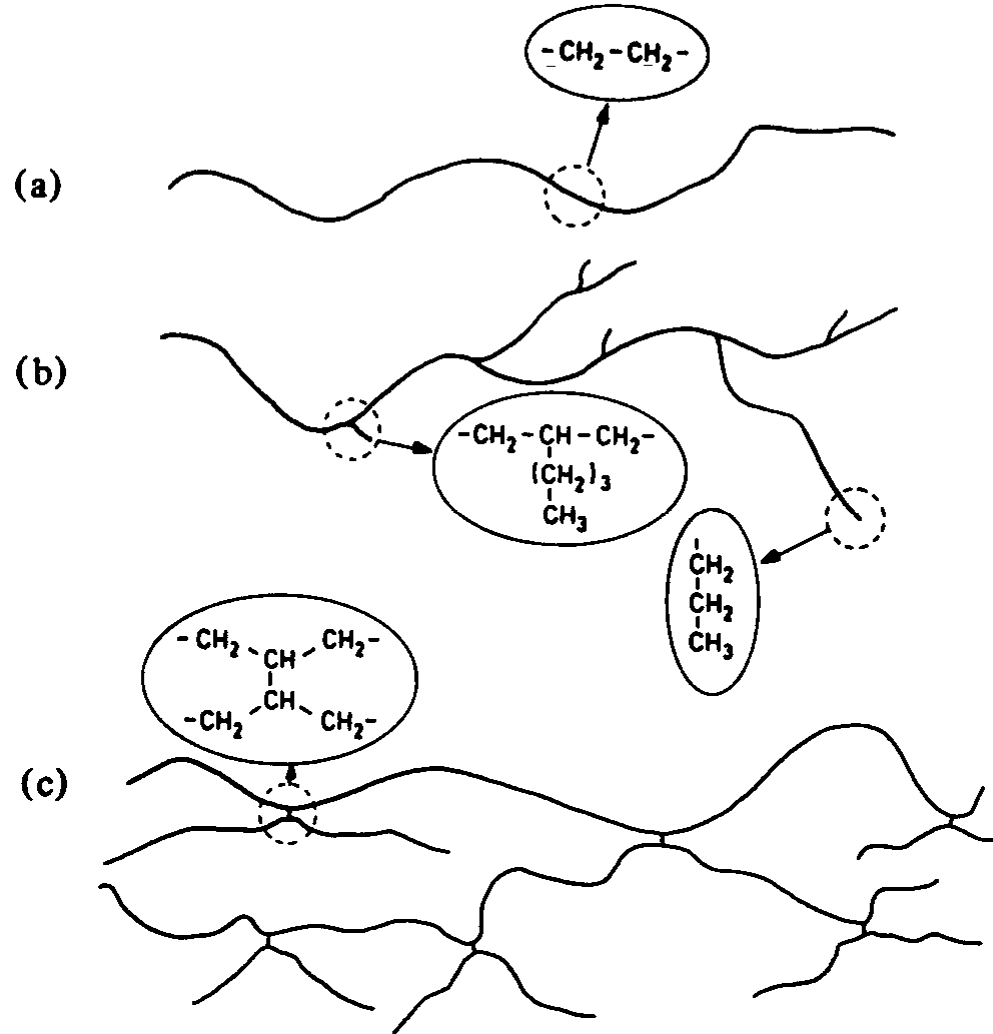 -CH₂-CH₂-
(a)
(b)
-CH₂-CH-CH₂-
(CH₂)₃
CH₃
CH₂
CH₂
CH₃
-CH₂ CH CH₂-
-CH₂ CH CH₂-
(c)